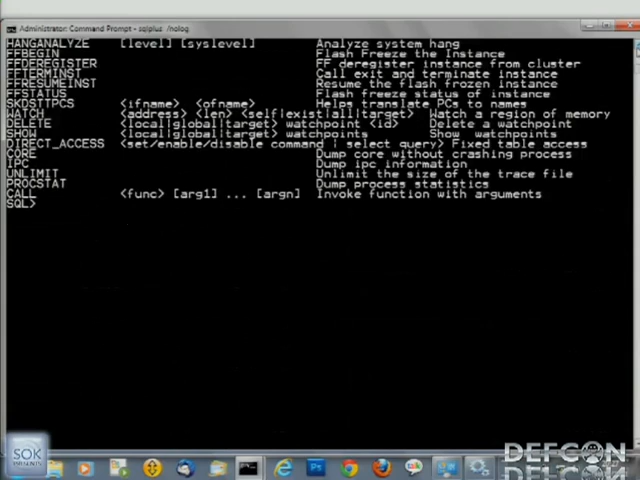 Administrator: Command Prompt - sqlplus /nolog
HANGANALYZE [level] [syslevel] Analyze system hang
FFBEGIN Flash Freeze the Instance
FFDEREGISTER FF deregister instance from cluster
FFTERMINST Call exit and terminate instance
FFRESUMEINST Resume the flash frozen instance
FFSTATUS Flash freeze status of instance
SKDSTTPCS <ifname> <ofname> Helps translate PCs to names
WATCH <address> <len> <self|exist|all|target> Watch a region of memory
DELETE <local|global|target> watchpoint <id> Delete a watchpoint
SHOW <local|global|target> watchpoints Show watchpoints
DIRECT_ACCESS <set/enable/disable command | select query> Fixed table access
CORE Dump core without crashing process
IPC Dump ipc information
UNLIMIT Unlimit the size of the trace file
PROCSTAT Dump process statistics
CALL <func> [arg1] ... [argn] Invoke function with arguments
SQL>
SOK
PRESENTS
Ps
DEFCON